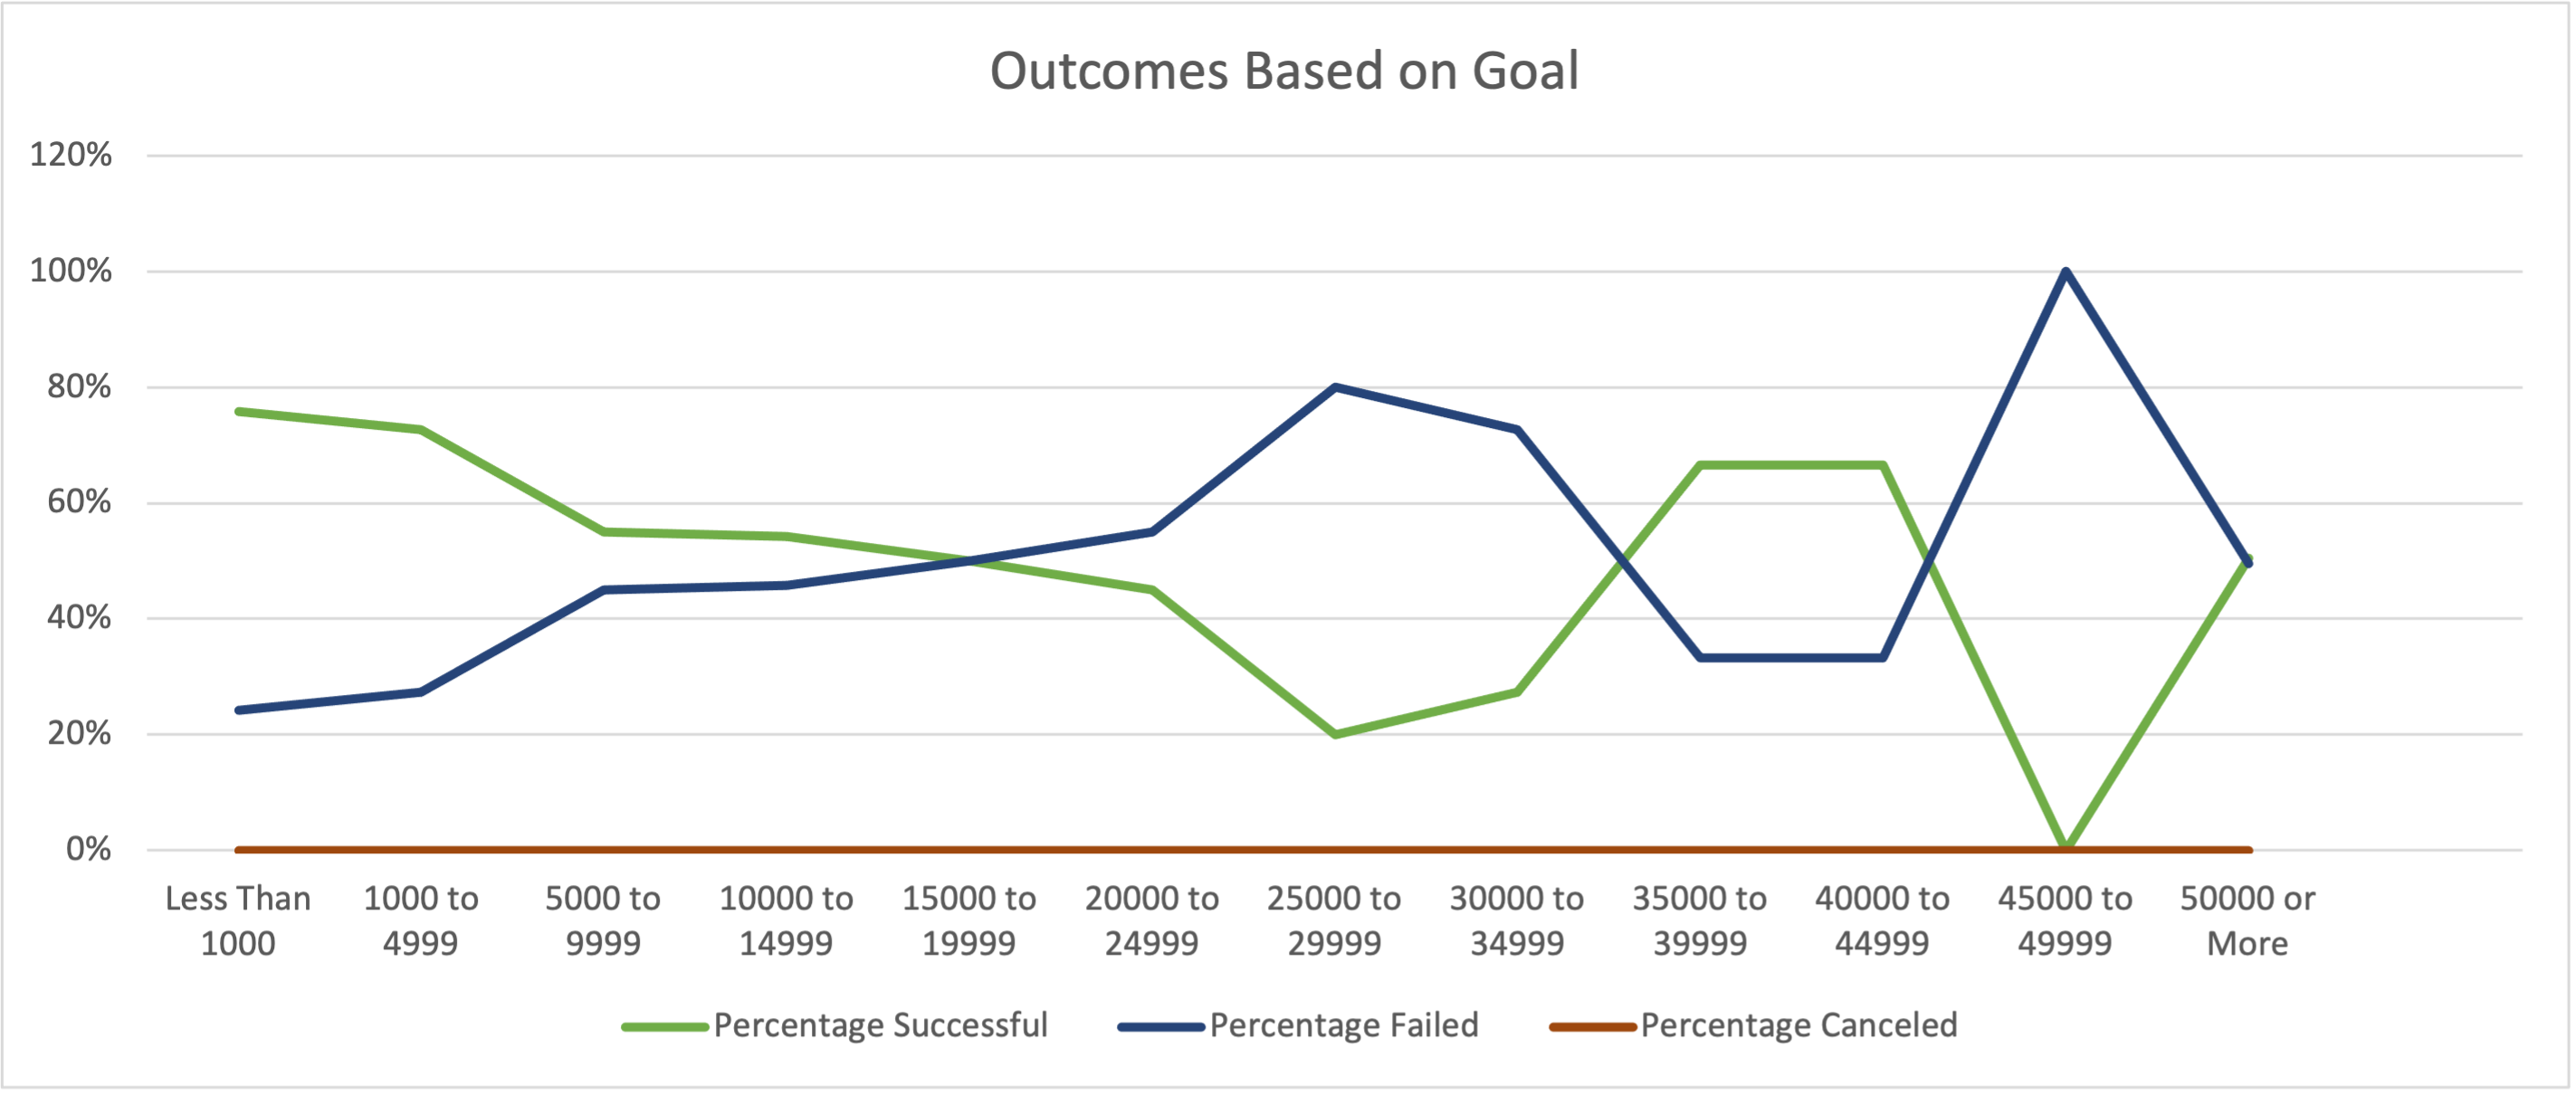 Outcomes Based on Goal
120%
100%
80%
60%
40%
20%
0%
Less Than 1000 to 5000 to 10000 to 15000 to 20000 to 25000 to 30000 to 35000 to 40000 to 45000 to 50000 or
1000 4999 9999 14999 19999 24999 29999 34999 39999 44999 49999 More
Percentage Successful Percentage Failed Percentage Canceled